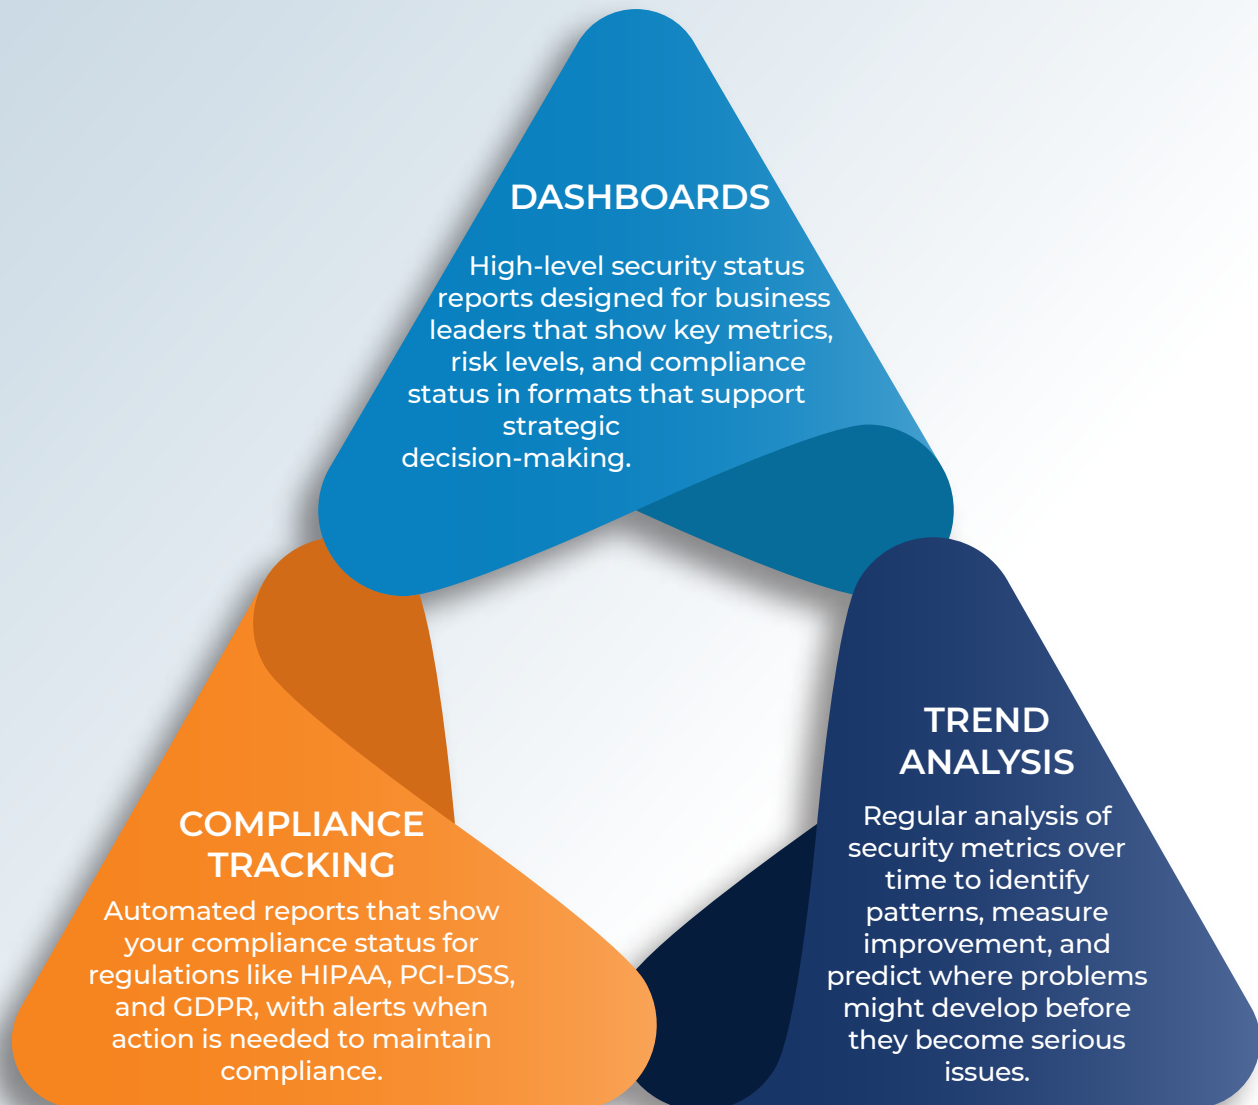 DASHBOARDS
High-level security status
reports designed for business
leaders that show key metrics,
risk levels, and compliance
status in formats that support
strategic
decision-making.
COMPLIANCE
TRACKING
Automated reports that show
your compliance status for
regulations like HIPAA, PCI-DSS,
and GDPR, with alerts when
action is needed to maintain
compliance.
TREND
ANALYSIS
Regular analysis of
security metrics over
time to identify
patterns, measure
improvement, and
predict where problems
might develop before
they become serious
issues.